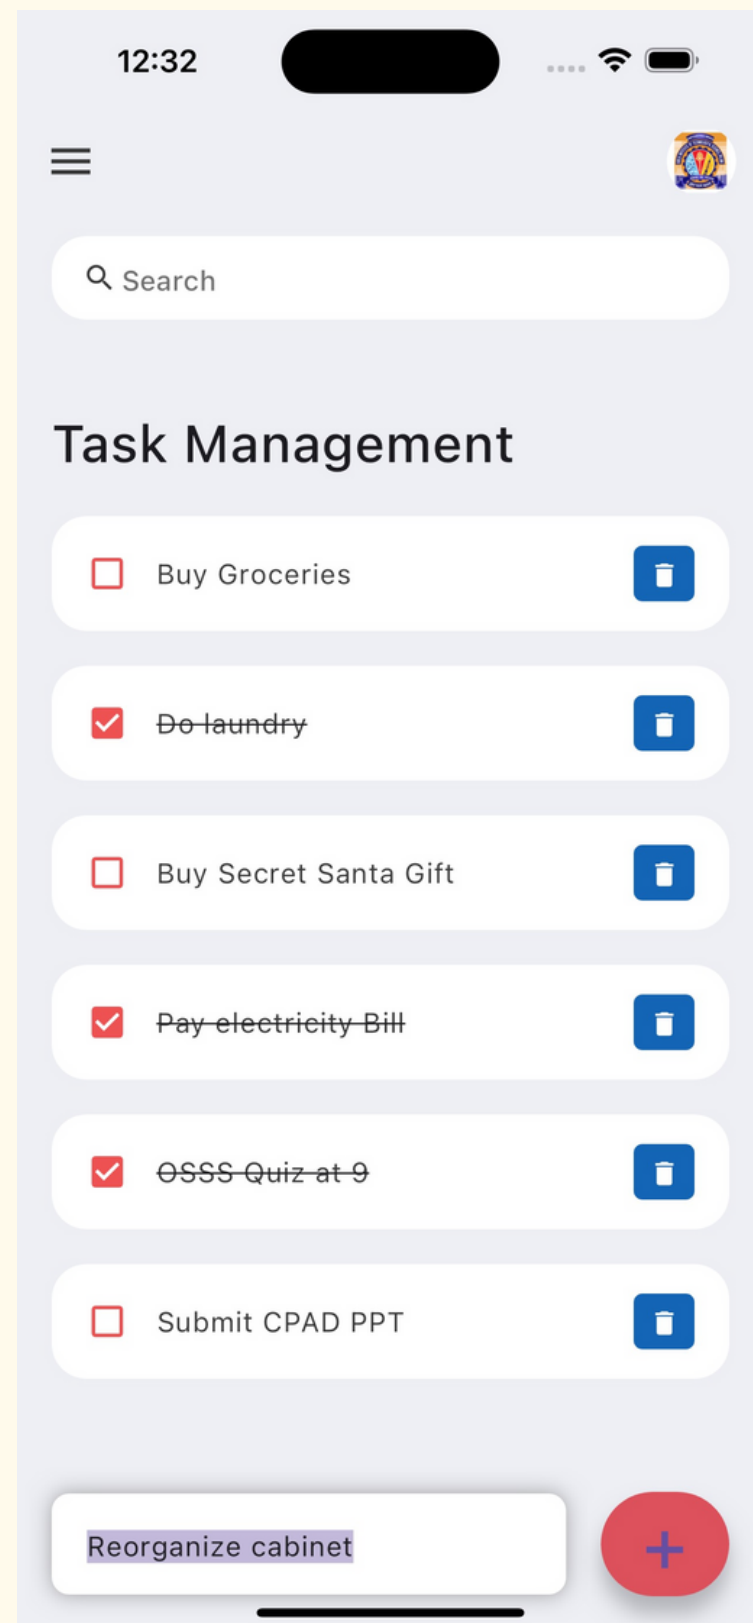 12:32
Search
Task Management
Buy Groceries
Do laundry
Buy Secret Santa Gift
Pay electricity Bill
OSSS Quiz at 9
Submit CPAD PPT
Reorganize cabinet